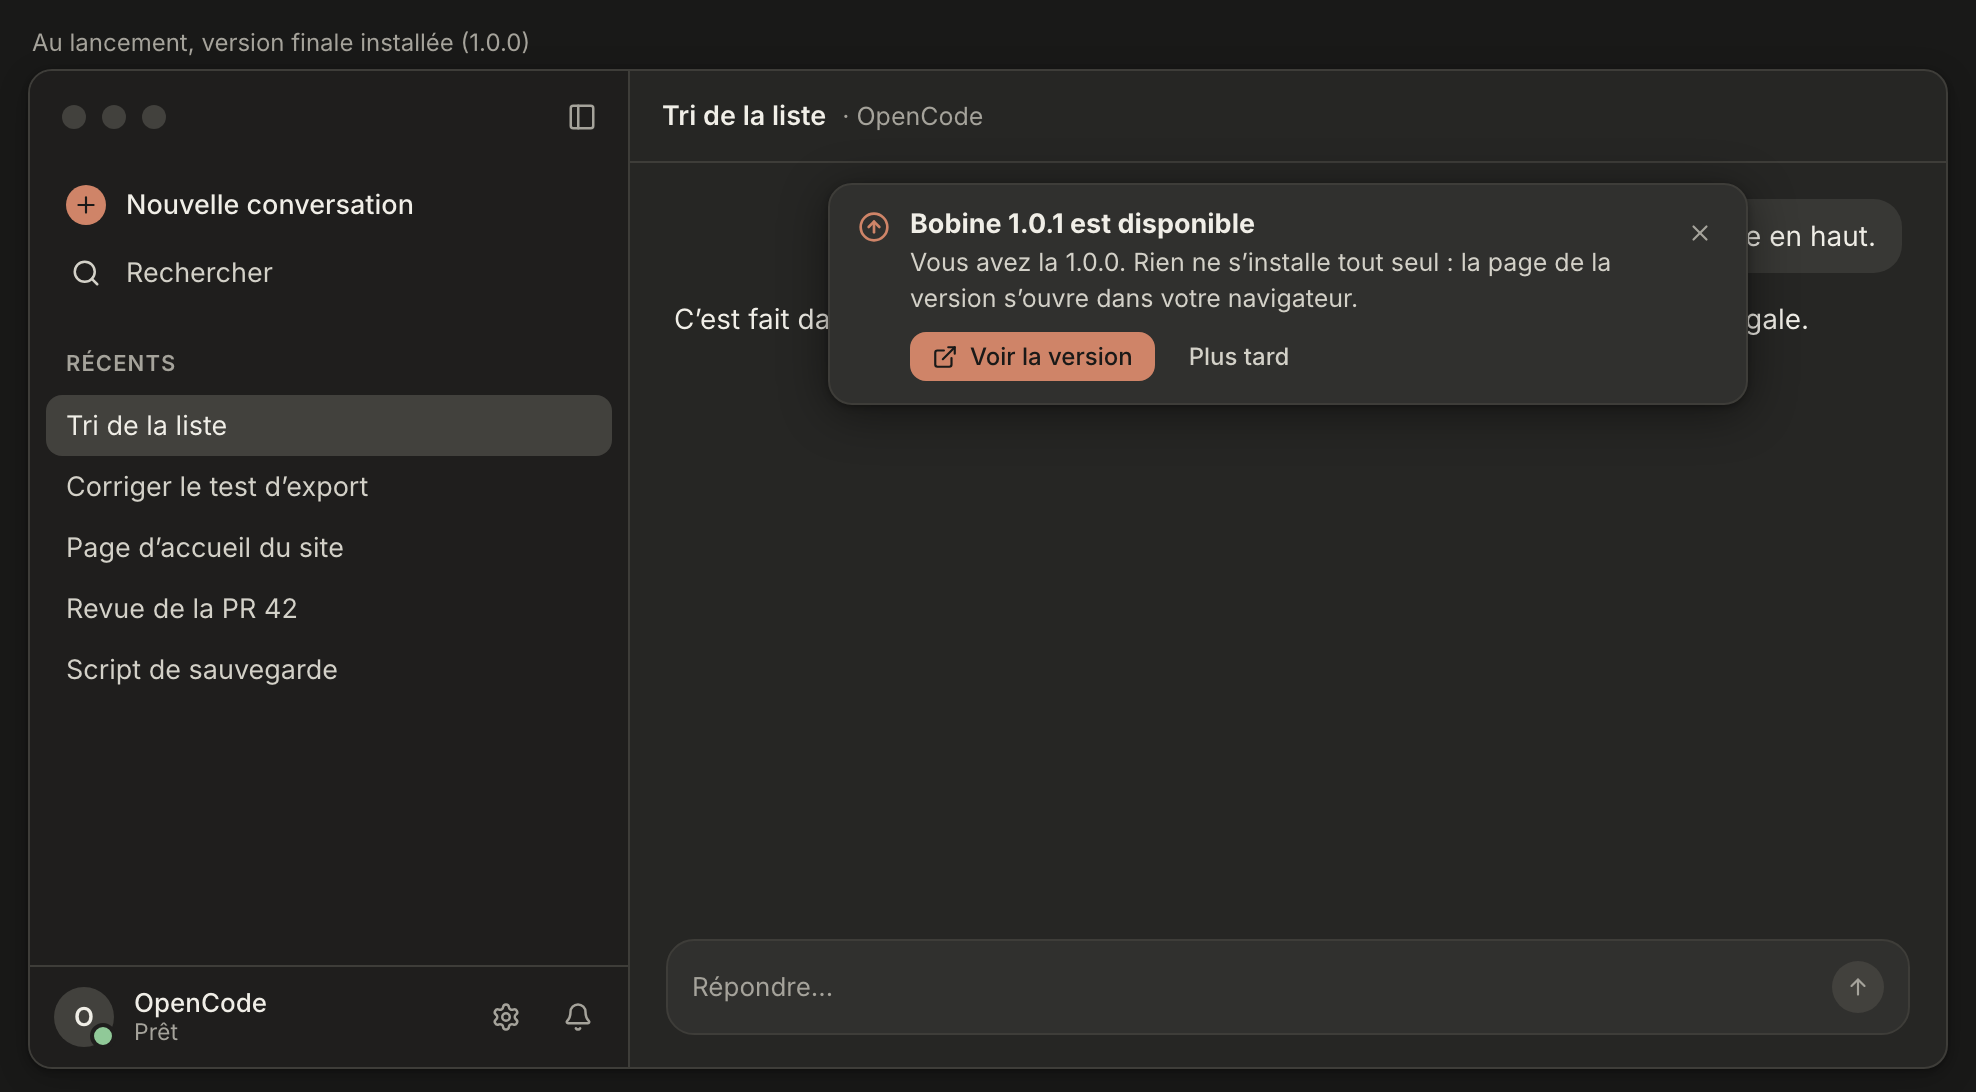 Au lancement, version finale installée (1.0.0)
Nouvelle conversation
Rechercher
RÉCENTS
Tri de la liste
Corriger le test d’export
Page d’accueil du site
Revue de la PR 42
Script de sauvegarde
O
OpenCode
Prêt
Tri de la liste · OpenCode
e en haut.
Bobine 1.0.1 est disponible
Vous avez la 1.0.0. Rien ne s’installe tout seul : la page de la
version s’ouvre dans votre navigateur.
Voir la version
Plus tard
C’est fait da
gale.
Répondre...